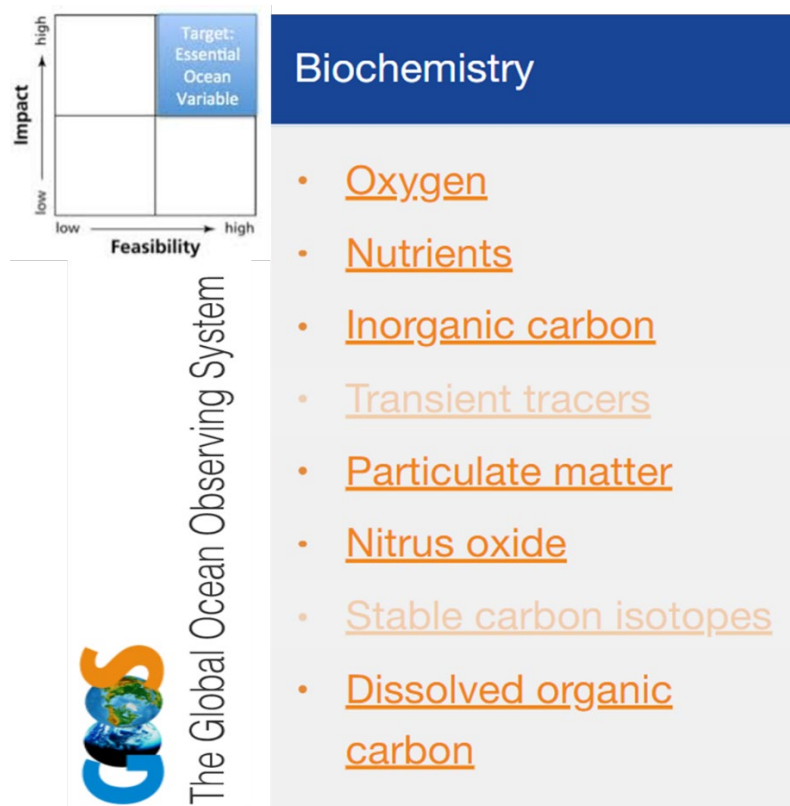 high
Impact
low
Target:
Essential
Ocean
Variable
low
high
Feasibility
GOOS
The Global Ocean Observing System
Biochemistry
• Oxygen
• Nutrients
• Inorganic carbon
• Transient tracers
• Particulate matter
• Nitrus oxide
• Stable carbon isotopes
• Dissolved organic
carbon